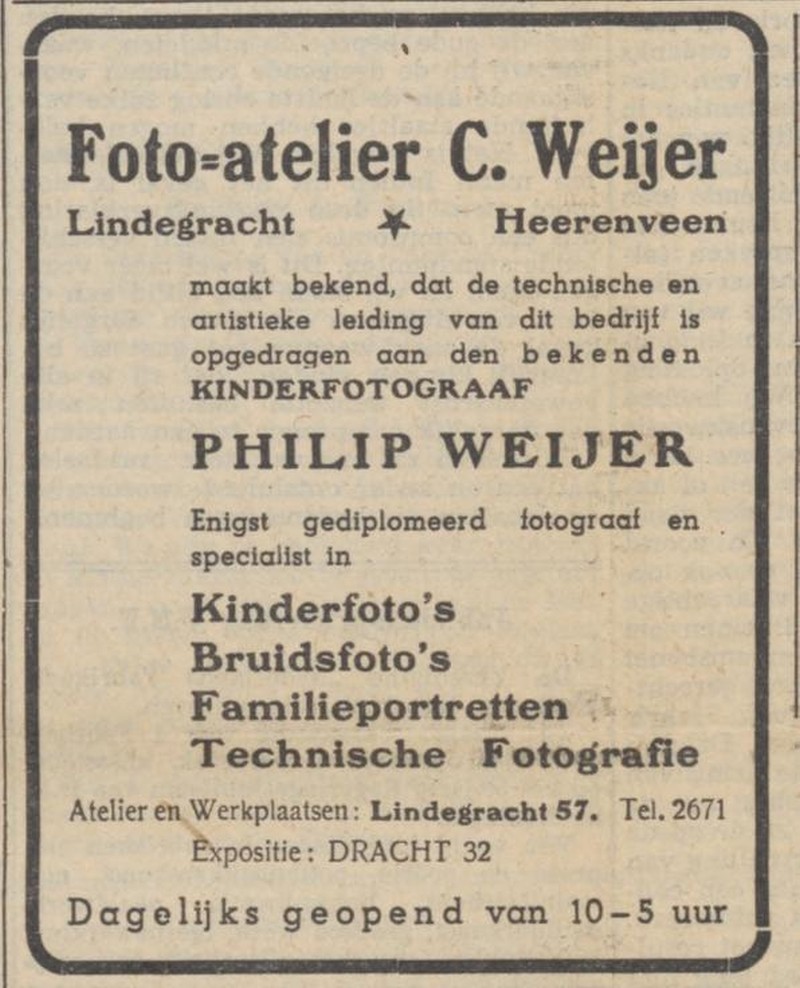 Foto=atelier C. Weijer
Lindegracht ★ Heerenveen
maakt bekend, dat de technische en
artistieke leiding van dit bedrijf is
opgedragen aan den bekenden
KINDERFOTOGRAAF
PHILIP WEIJER
Enigst gediplomeerd fotograaf en
specialist in
Kinderfoto's
Bruidsfoto's
Familieportretten
Technische Fotografie
Atelier en Werkplaatsen: Lindegracht 57. Tel. 2671
Expositie: DRACHT 32
Dagelijks geopend van 10-5 uur